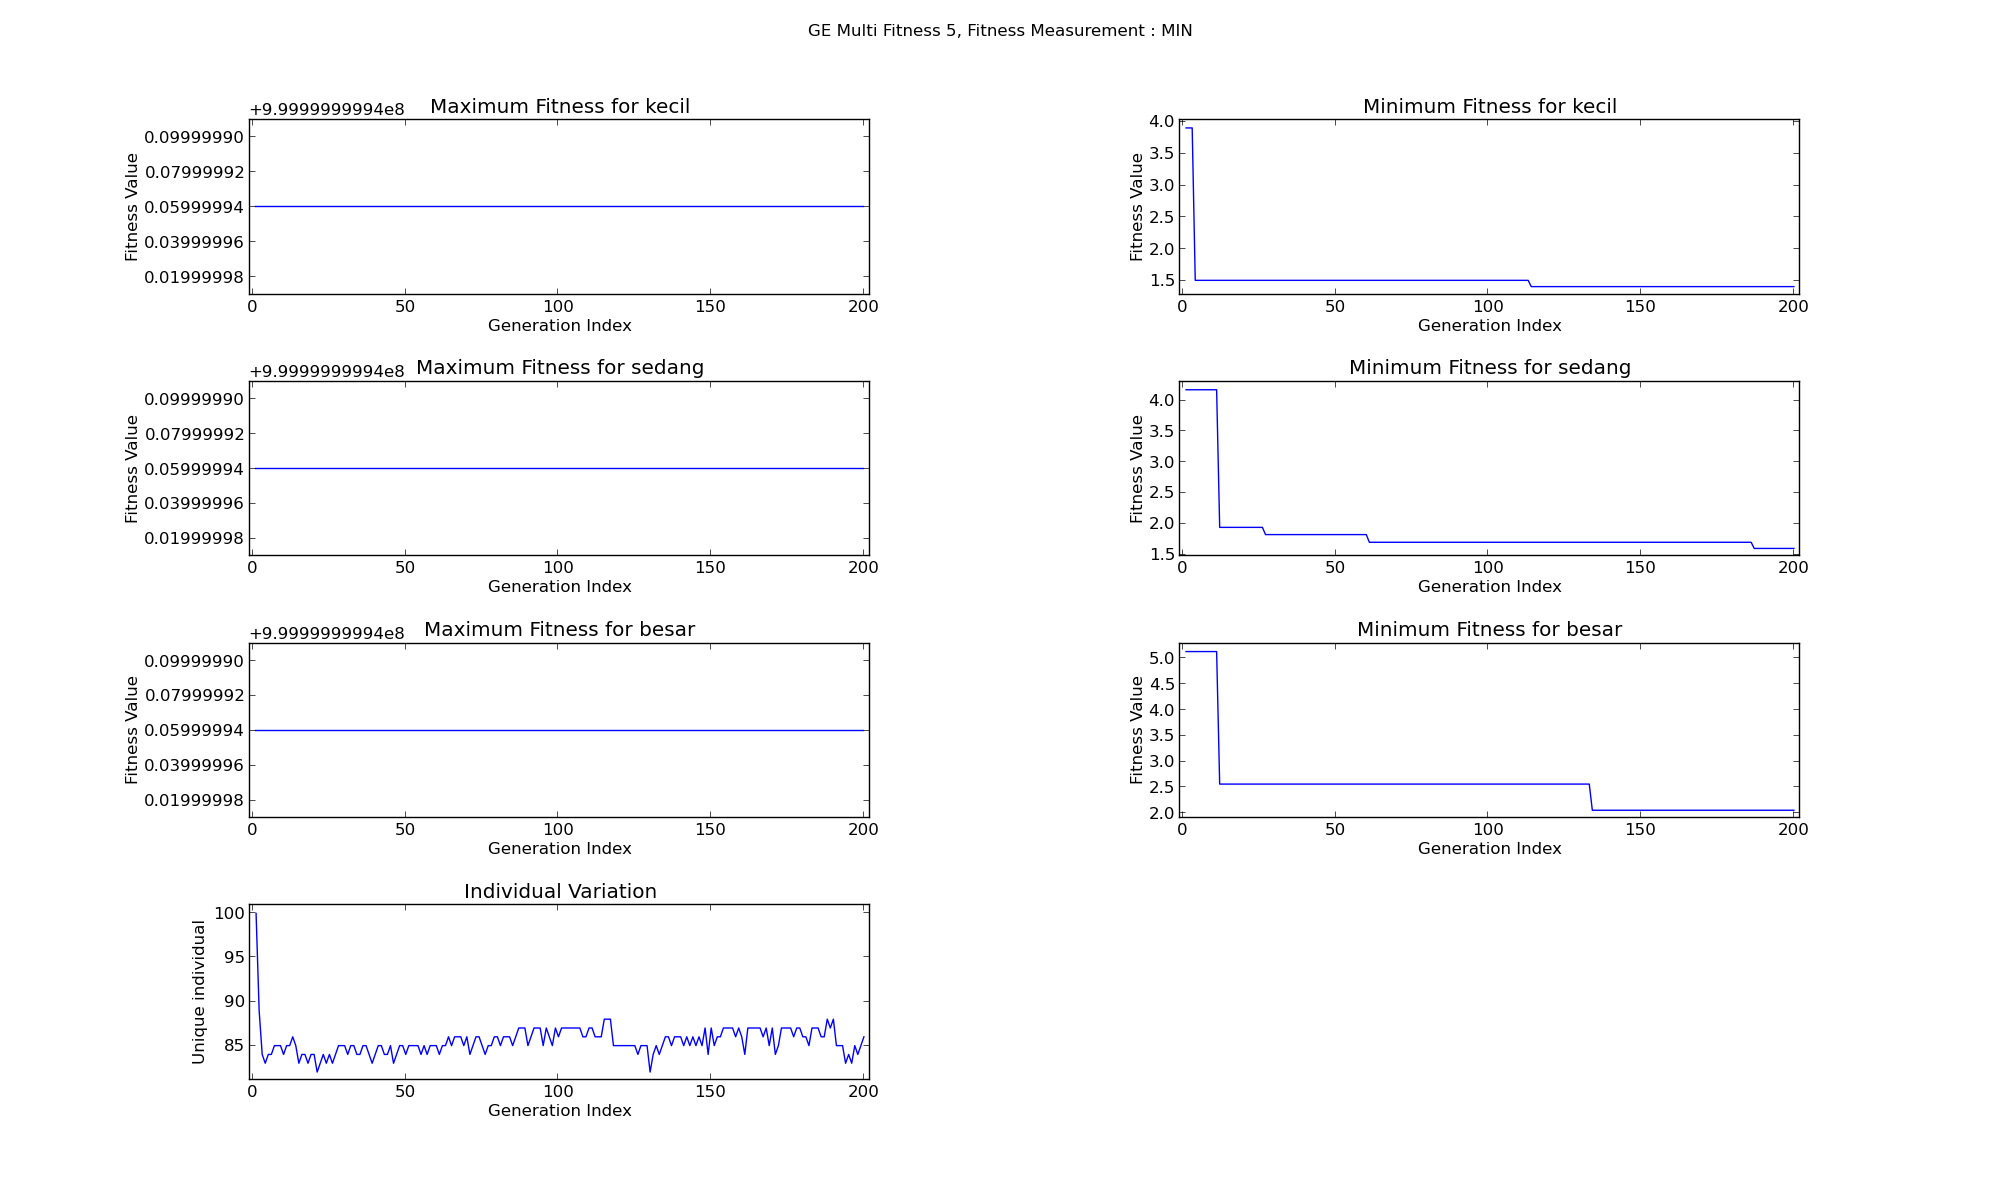 GE Multi Fitness 5, Fitness Measurement : MIN
+9.9999999994e8
Maximum Fitness for kecil
0.09999990
0.07999992
0.05999994
0.03999996
0.01999998
Fitness Value
0 50 100 150 200
Generation Index
Minimum Fitness for kecil
4.0
3.5
3.0
2.5
2.0
1.5
Fitness Value
0 50 100 150 200
Generation Index
+9.9999999994e8
Maximum Fitness for sedang
0.09999990
0.07999992
0.05999994
0.03999996
0.01999998
Fitness Value
0 50 100 150 200
Generation Index
Minimum Fitness for sedang
4.0
3.5
3.0
2.5
2.0
1.5
Fitness Value
0 50 100 150 200
Generation Index
+9.9999999994e8
Maximum Fitness for besar
0.09999990
0.07999992
0.05999994
0.03999996
0.01999998
Fitness Value
0 50 100 150 200
Generation Index
Minimum Fitness for besar
5.0
4.5
4.0
3.5
3.0
2.5
2.0
Fitness Value
0 50 100 150 200
Generation Index
Individual Variation
100
95
90
85
Unique individual
0 50 100 150 200
Generation Index